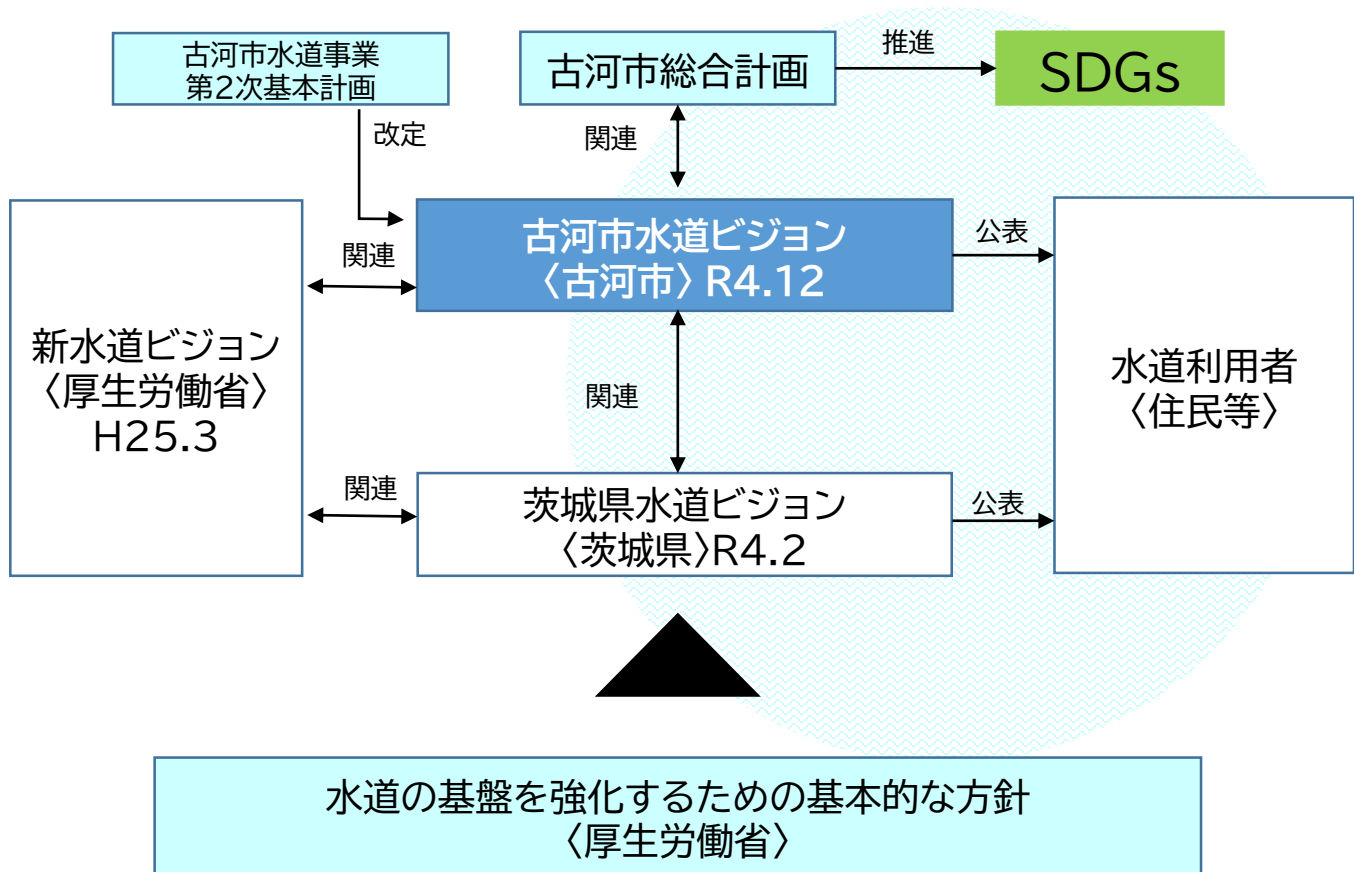 古河市水道事業
第2次基本計画
古河市総合計画
推進
SDGs
改定
関連
古河市水道ビジョン
〈古河市〉 R4.12
公表
関連
新水道ビジョン
〈厚生労働省〉
H25.3
関連
水道利用者
〈住民等〉
関連
茨城県水道ビジョン
〈茨城県〉R4.2
公表
水道の基盤を強化するための基本的な方針
〈厚生労働省〉